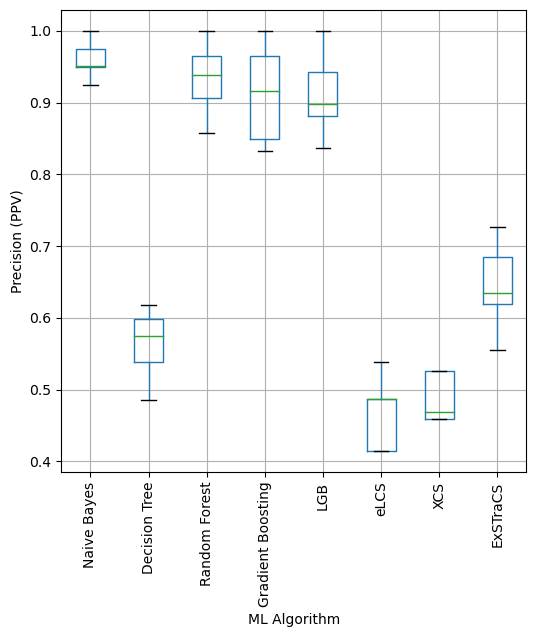 1.0
0.9
0.8
0.7
0.6
0.5
0.4
Precision (PPV)
Naive Bayes
Decision Tree
Random Forest
Gradient Boosting
LGB
eLCS
XCS
ExSTraCS
ML Algorithm